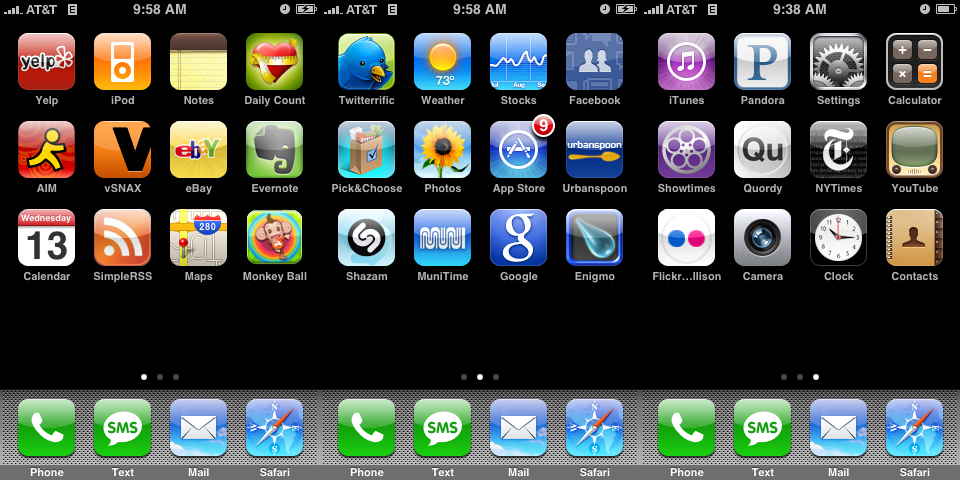 AT&T E 9:58 AM
yelp
Yelp iPod Notes Daily Count
AIM vSNAX eBay Evernote
Wednesday
13
280
Calendar SimpleRSS Maps Monkey Ball
SMS
Phone Text Mail Safari
AT&T E 9:58 AM
73°
Jul Aug Sep
Twitterrific Weather Stocks Facebook
9
urbanspoon
Pick&Choose Photos App Store Urbanspoon
g
Shazam MuniTime Google Enigmo
SMS
Phone Text Mail Safari
AT&T E 9:38 AM
P
iTunes Pandora Settings Calculator
Qu
T
Showtimes Quordy NYTimes YouTube
Flickr...llison Camera Clock Contacts
SMS
Phone Text Mail Safari